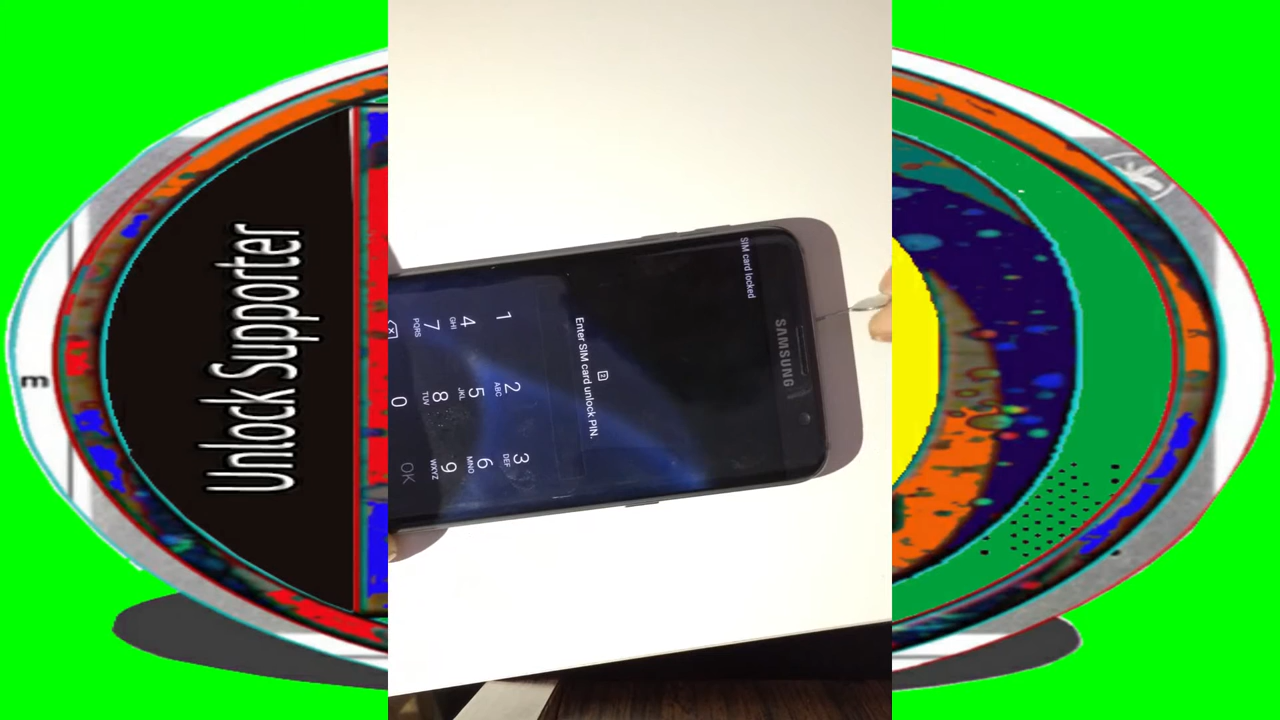 Unlock Supporter
SIM card locked
SAMSUNG
2
Enter SIM card unlock PIN.
1
2 ABC
3 DEF
4 GHI
5 JKL
6 MNO
7 PQRS
8 TUV
9 WXYZ
0
OK